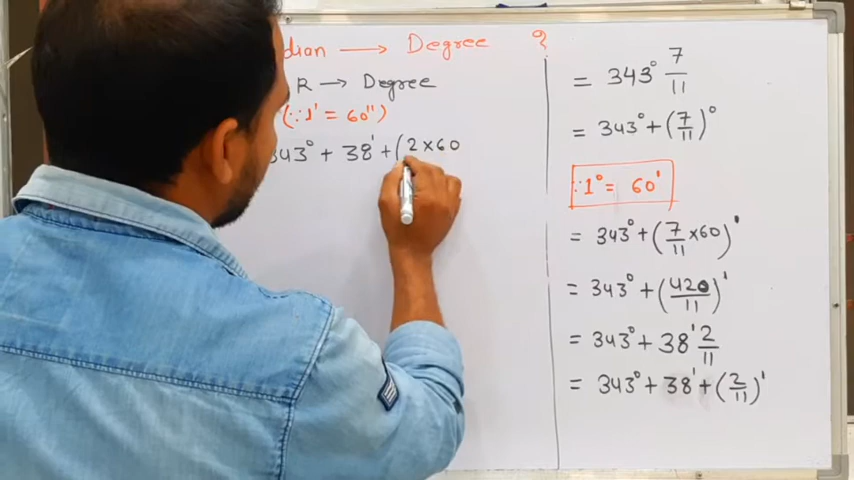 dian → Degree ?
R → Degree
(∵ 1' = 60")
343° + 38' + (2×60
= 343° 7/11
= 343° + (7/11)°
∵ 1° = 60'
= 343° + (7/11 ×60)'
= 343° + (420/11)'
= 343° + 38' 2/11
= 343° + 38' + (2/11)'